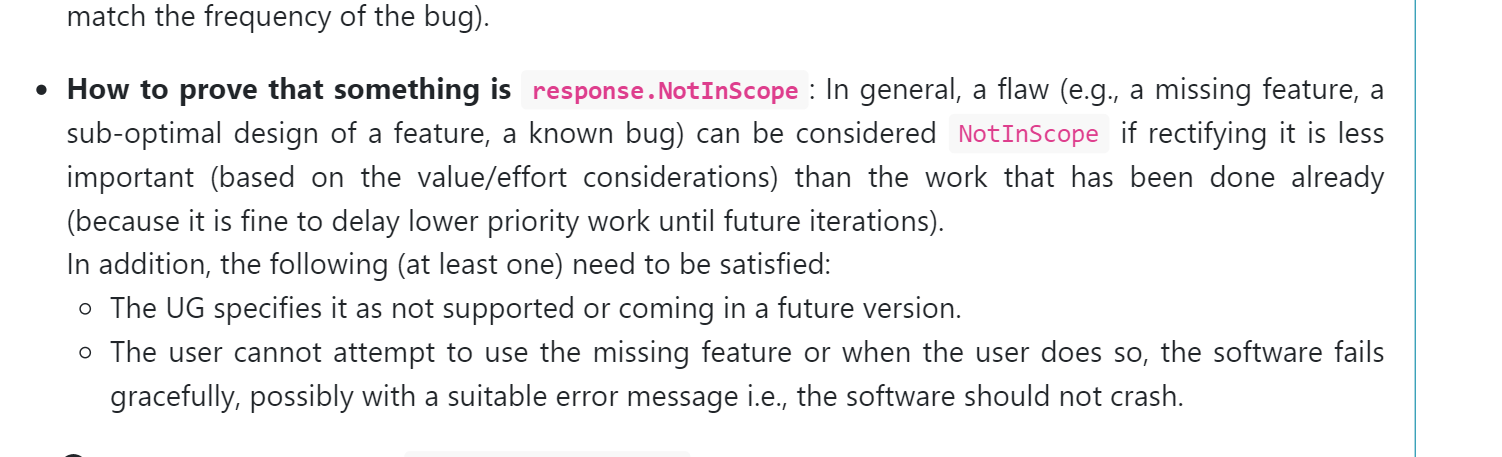 match the frequency of the bug).
• How to prove that something is response.NotInScope : In general, a flaw (e.g., a missing feature, a
sub-optimal design of a feature, a known bug) can be considered NotInScope if rectifying it is less
important (based on the value/effort considerations) than the work that has been done already
(because it is fine to delay lower priority work until future iterations).
In addition, the following (at least one) need to be satisfied:
◦ The UG specifies it as not supported or coming in a future version.
◦ The user cannot attempt to use the missing feature or when the user does so, the software fails
gracefully, possibly with a suitable error message i.e., the software should not crash.